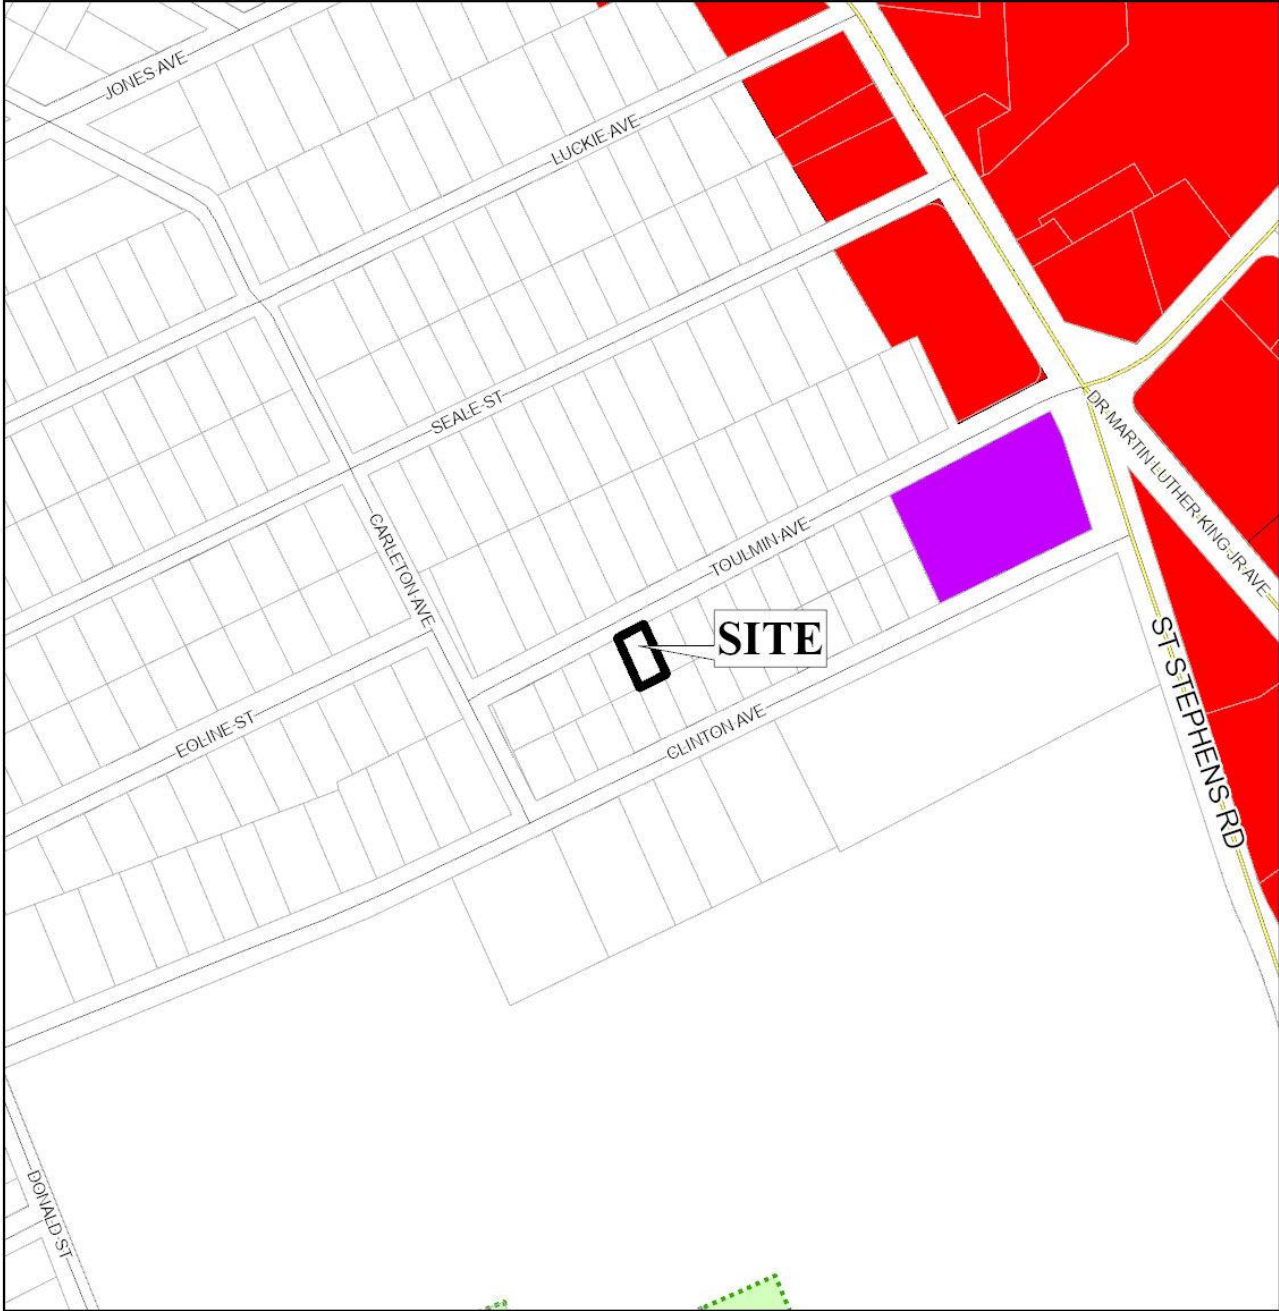 JONES AVE
LUCKIE AVE
SEALE ST
DR MARTIN LUTHER KING JR AVE
CARLETON AVE
TOULMIN AVE
SITE
ST STEPHENS RD
EOLINE ST
CLINTON AVE
DONALD ST